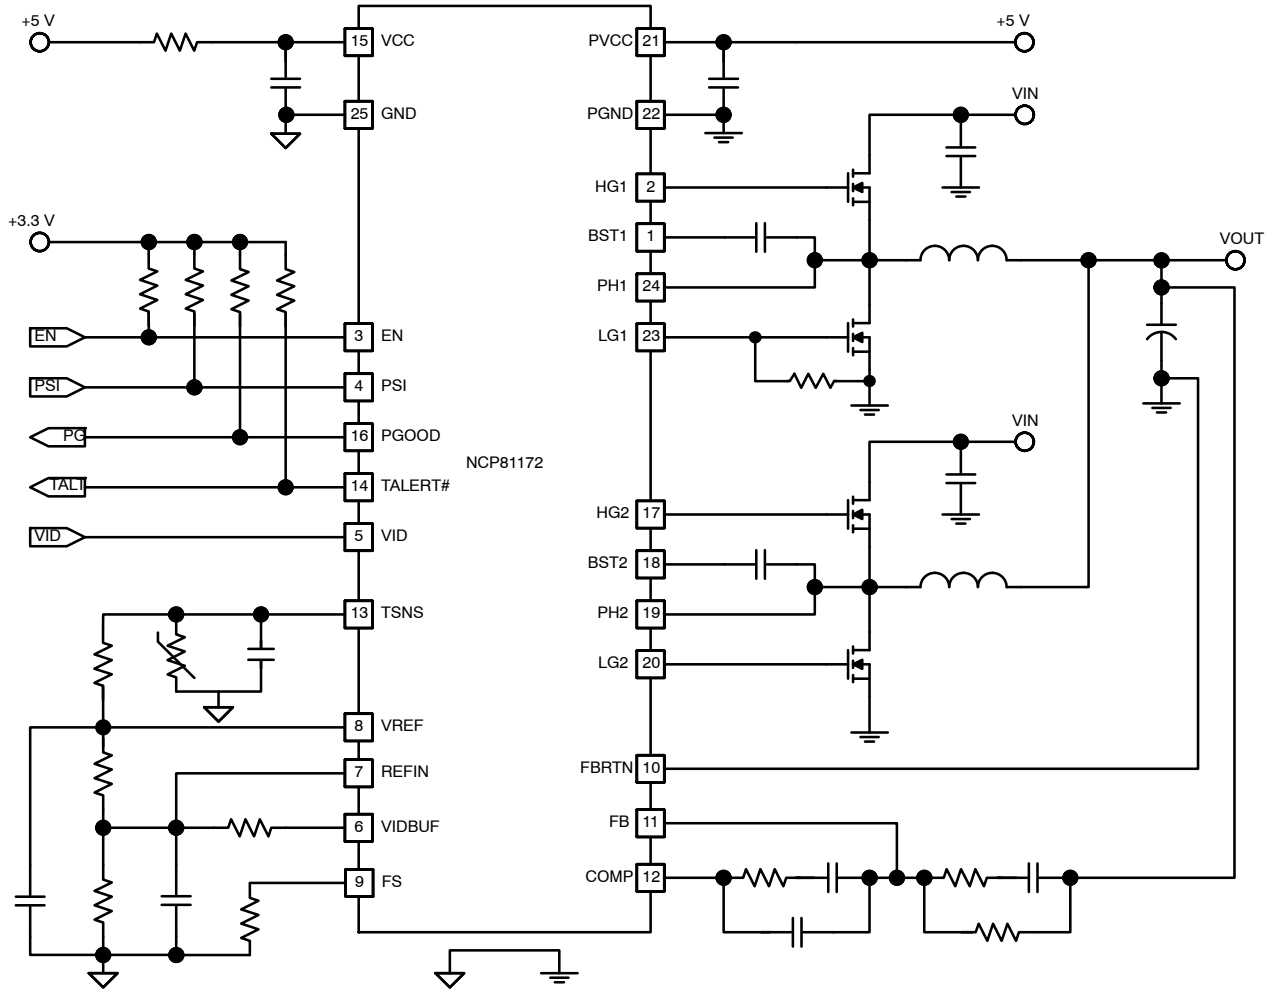 +5 V
15 VCC
25 GND
+3.3 V
EN
3 EN
PSI
4 PSI
PG
16 PGOOD
TALT
14 TALERT#
VID
5 VID
13 TSNS
8 VREF
7 REFIN
6 VIDBUF
9 FS
NCP81172
PVCC 21
+5 V
PGND 22
VIN
HG1 2
BST1 1
VOUT
PH1 24
LG1 23
VIN
HG2 17
BST2 18
PH2 19
LG2 20
FBRTN 10
FB 11
COMP 12